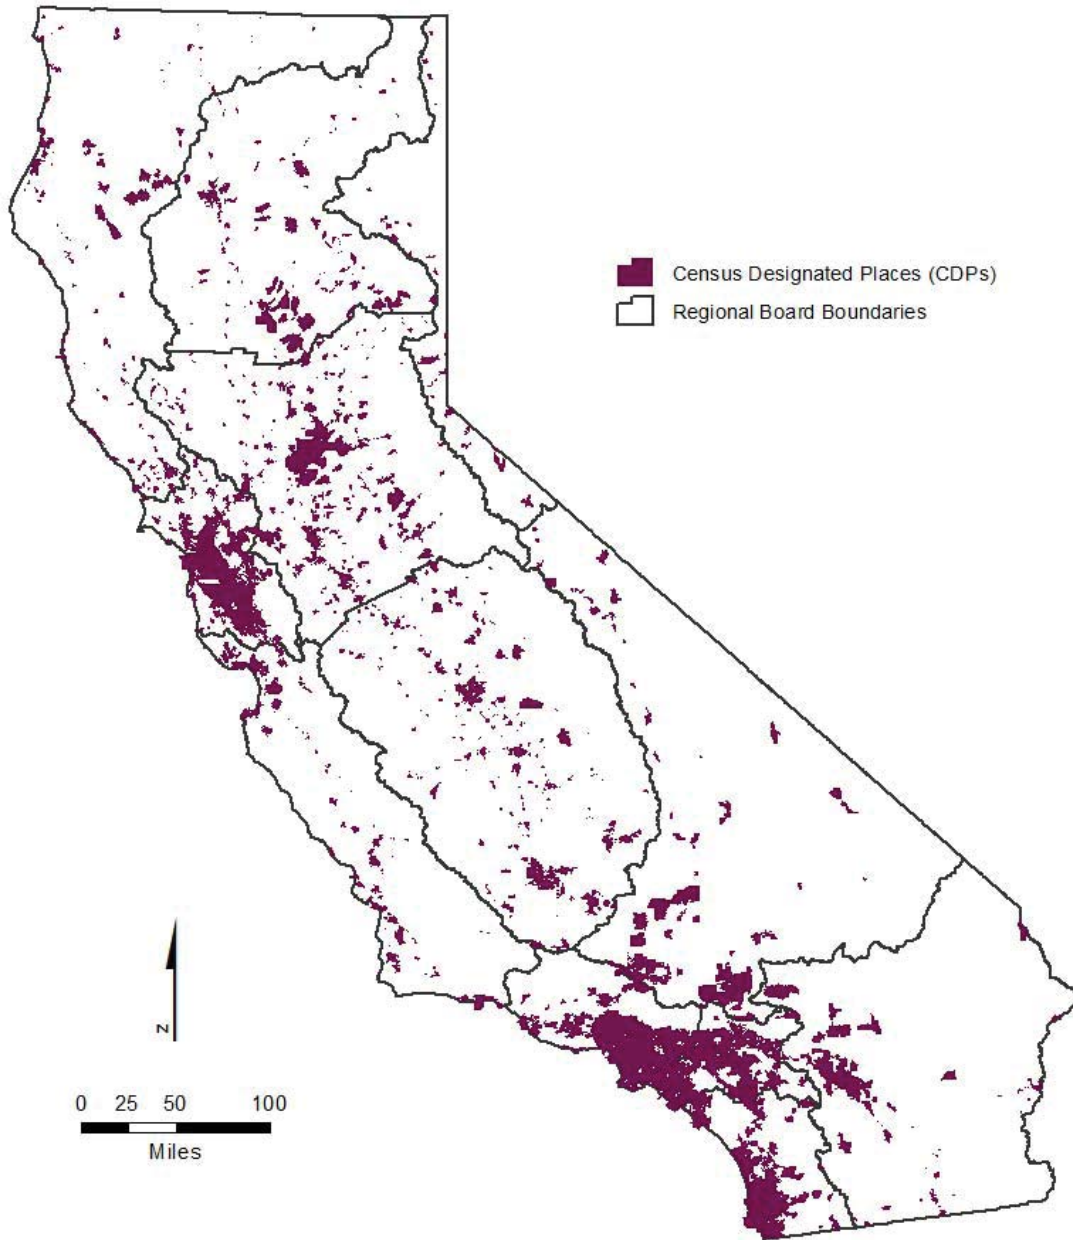 Census Designated Places (CDPs)
Regional Board Boundaries
N
0 25 50 100
Miles